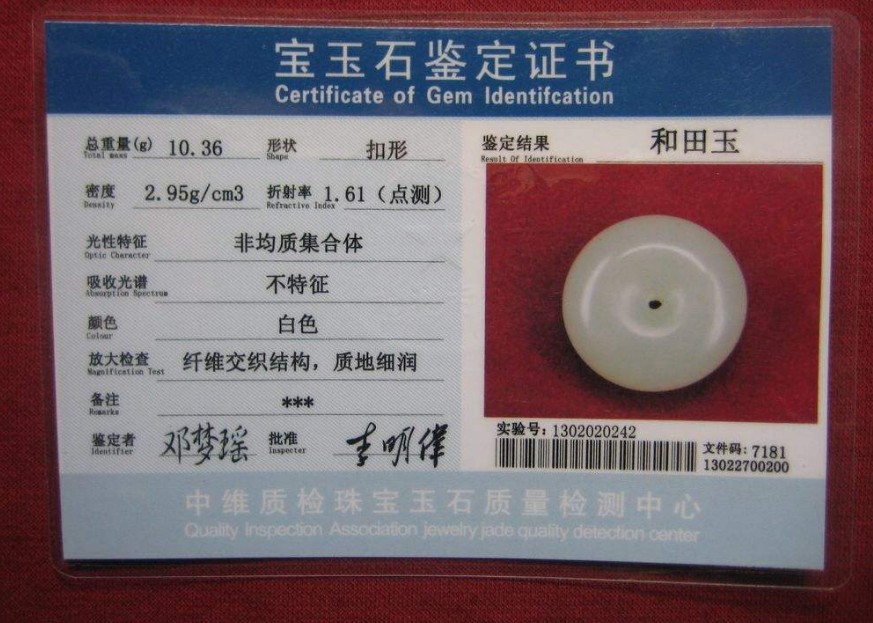 宝玉石鉴定证书
Certificate of Gem Identifcation
总重量(g) 10.36 形状 扣形
Total mass Shape
密度 2.95g/cm3 折射率 1.61（点测）
Density Refractive Index
光性特征 非均质集合体
Optic Character
吸收光谱 不特征
Absorption Spectrum
颜色 白色
Colour
放大检查 纤维交织结构，质地细润
Magnification Test
备注 ***
Remarks
鉴定者 邓梦瑶 批准 李明伟
Identifier Inspecter
鉴定结果 和田玉
Result Of Identification
实验号：1302020242
文件码：7181
13022700200
中维质检珠宝玉石质量检测中心
Quality Inspection Association jewelry jade quality detection center